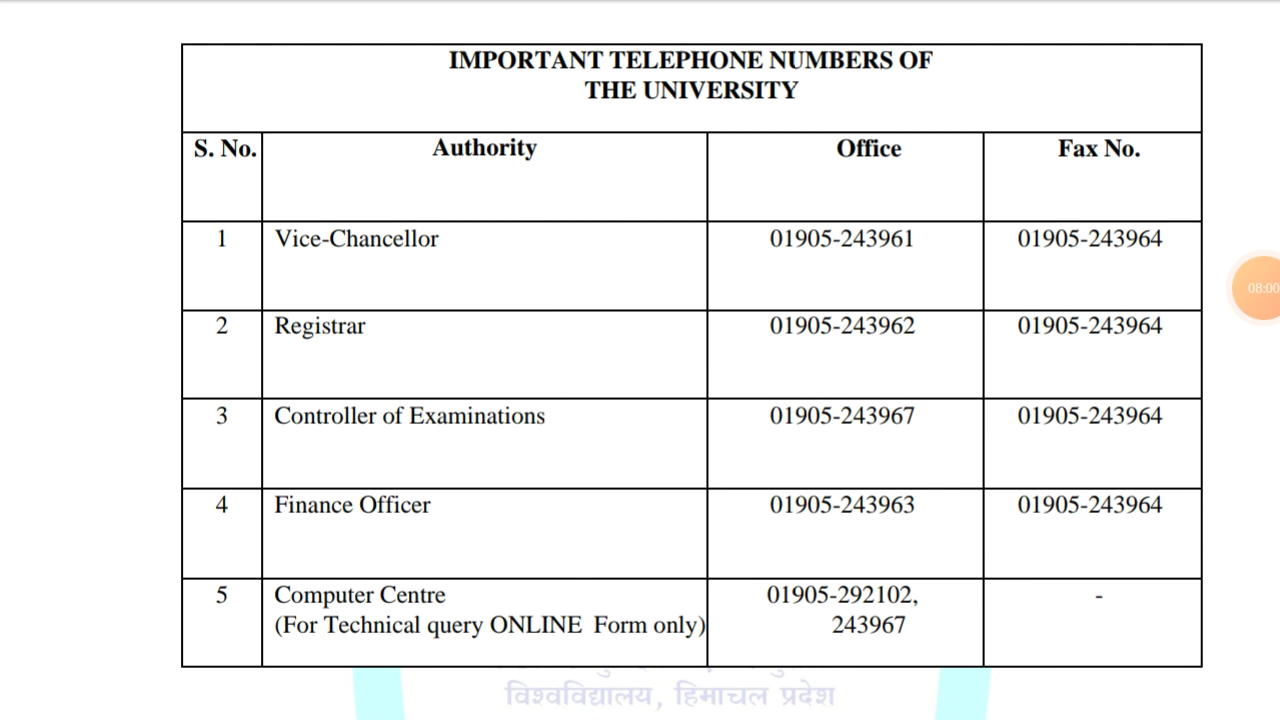 IMPORTANT TELEPHONE NUMBERS OF
THE UNIVERSITY
S. No. Authority Office Fax No.
1 Vice-Chancellor 01905-243961 01905-243964
2 Registrar 01905-243962 01905-243964
3 Controller of Examinations 01905-243967 01905-243964
4 Finance Officer 01905-243963 01905-243964
5 Computer Centre 01905-292102, -
(For Technical query ONLINE Form only) 243967
08:00
विश्वविद्यालय, हिमाचल प्रदेश